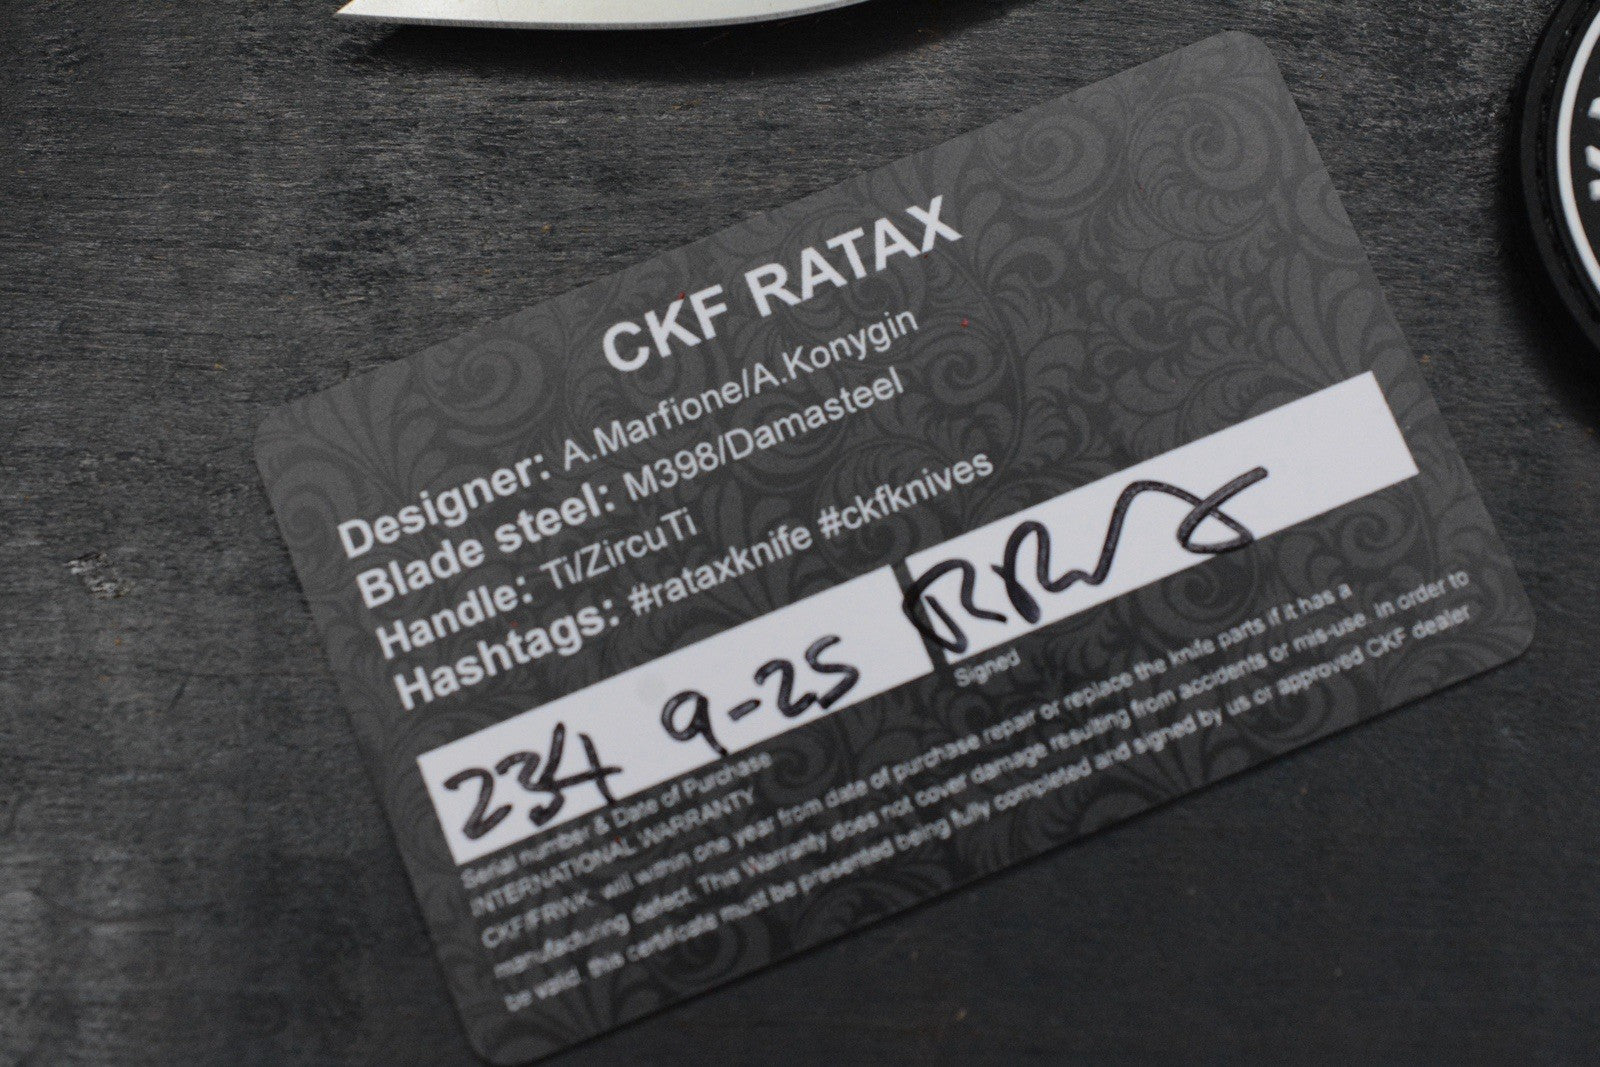 CKF RATAX
Designer: A.Marfione/A.Konygin
Blade steel: M398/Damasteel
Handle: Ti/ZircuTi
Hashtags: #rataxknife #ckfknives
234 9-25
Serial number & Date of Purchase
Signed
INTERNATIONAL WARRANTY
CKF/FRWK. will within one year from date of purchase repair or replace the knife parts if it has a
manufacturing defect. This Warranty does not cover damage resulting from accidents or mis-use. In order to
be valid, this certificate must be presented being fully completed and signed by us or approved CKF dealer